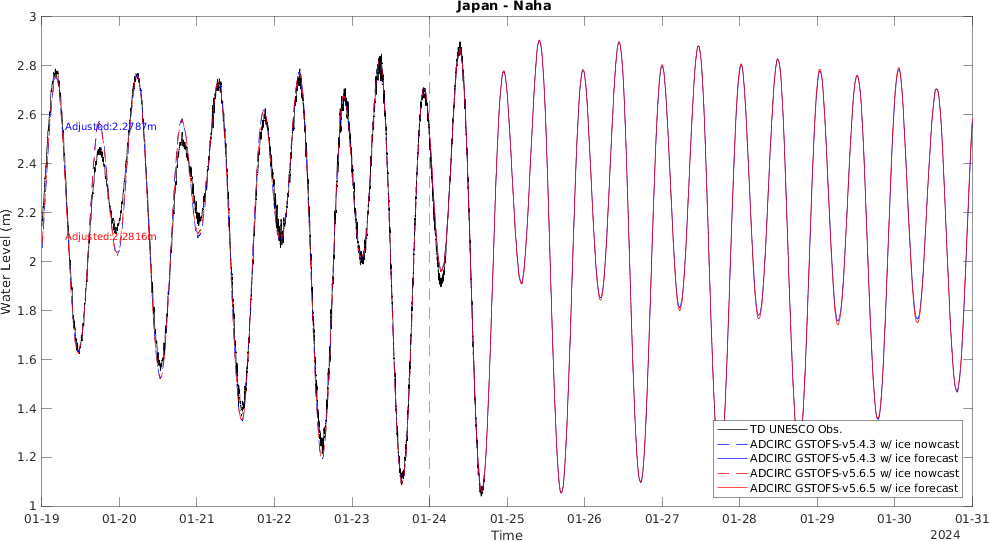 Japan - Naha
3
2.8
2.6
2.4
2.2
2
1.8
1.6
1.4
1.2
1
Water Level (m)
Adjusted:2.2787m
Adjusted:2.2816m
TD UNESCO Obs.
ADCIRC GSTOFS-v5.4.3 w/ ice nowcast
ADCIRC GSTOFS-v5.4.3 w/ ice forecast
ADCIRC GSTOFS-v5.6.5 w/ ice nowcast
ADCIRC GSTOFS-v5.6.5 w/ ice forecast
01-19 01-20 01-21 01-22 01-23 01-24 01-25 01-26 01-27 01-28 01-29 01-30 01-31
Time
2024